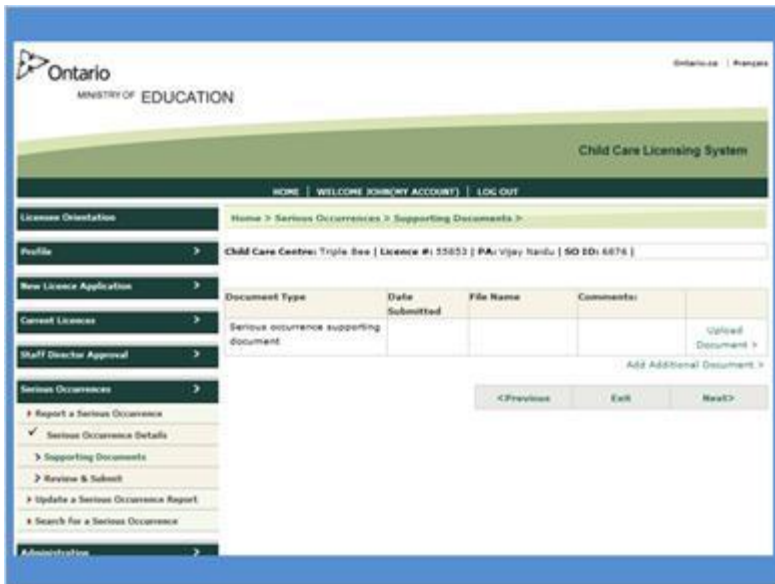 Ontario
MINISTRY OF EDUCATION
Ontario.ca | Français
Child Care Licensing System
HOME | WELCOME JOHN(MY ACCOUNT) | LOG OUT
Licensee Orientation
Profile >
New Licence Application >
Current Licences >
Staff Director Approval >
Serious Occurrences >
Report a Serious Occurrence
Serious Occurrence Details
> Supporting Documents
> Review & Submit
Update a Serious Occurrence Report
Search for a Serious Occurrence
Administration >
Home > Serious Occurrences > Supporting Documents >
Child Care Centre: Triple Bee | Licence #: 55853 | PA: Vijay Naidu | SO ID: 6876 |
Document Type
Date
Submitted
File Name
Comments:
Serious occurrence supporting
document
Upload
Document >
Add Additional Document >
<Previous
Exit
Next>